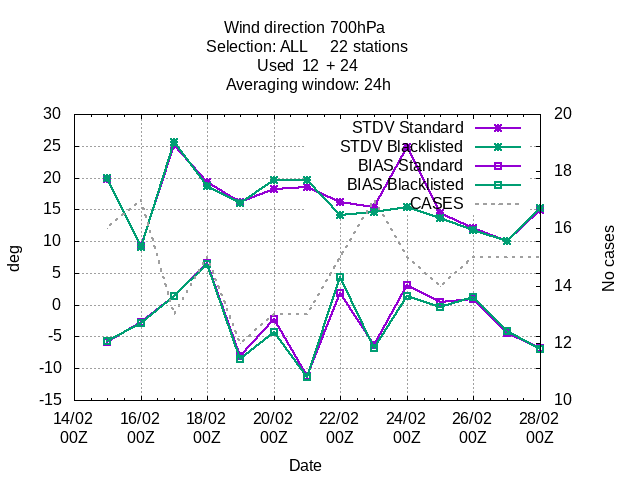 Wind direction 700hPa
Selection: ALL 22 stations
Used 12 + 24
Averaging window: 24h
STDV Standard
STDV Blacklisted
BIAS Standard
BIAS Blacklisted
CASES
30
25
20
15
10
5
0
-5
-10
-15
deg
20
18
16
14
12
10
No cases
14/02 16/02 18/02 20/02 22/02 24/02 26/02 28/02
00Z 00Z 00Z 00Z 00Z 00Z 00Z 00Z
Date